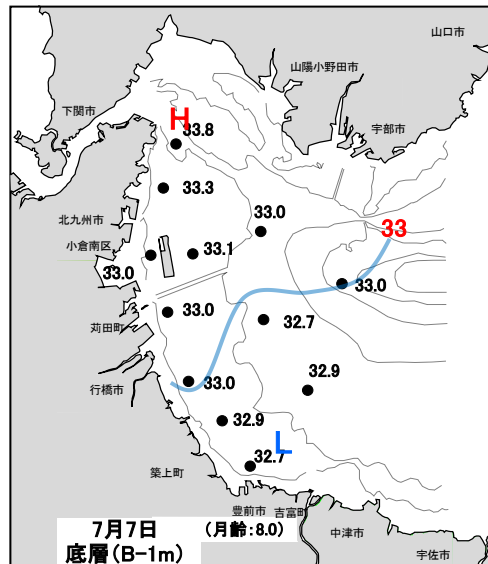 山口市
山陽小野田市
下関市
宇部市
H
33.8
33.3
北九州市
小倉南区
33.0
33
33.1
33.0
33.0
33.0
苅田町
32.7
行橋市
33.0
32.9
32.9
L
32.7
築上町
豊前市
吉富町
7月7日
(月齢:8.0)
中津市
底層(B-1m)
宇佐市